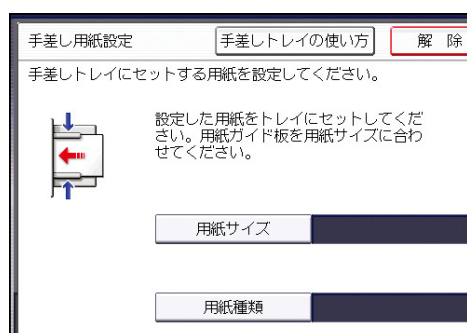 手差し用紙設定 手差しトレイの使い方 解 除
手差しトレイにセットする用紙を設定してください。
設定した用紙をトレイにセットしてくだ
さい。用紙ガイド板を用紙サイズに合わ
せてください。
用紙サイズ
用紙種類